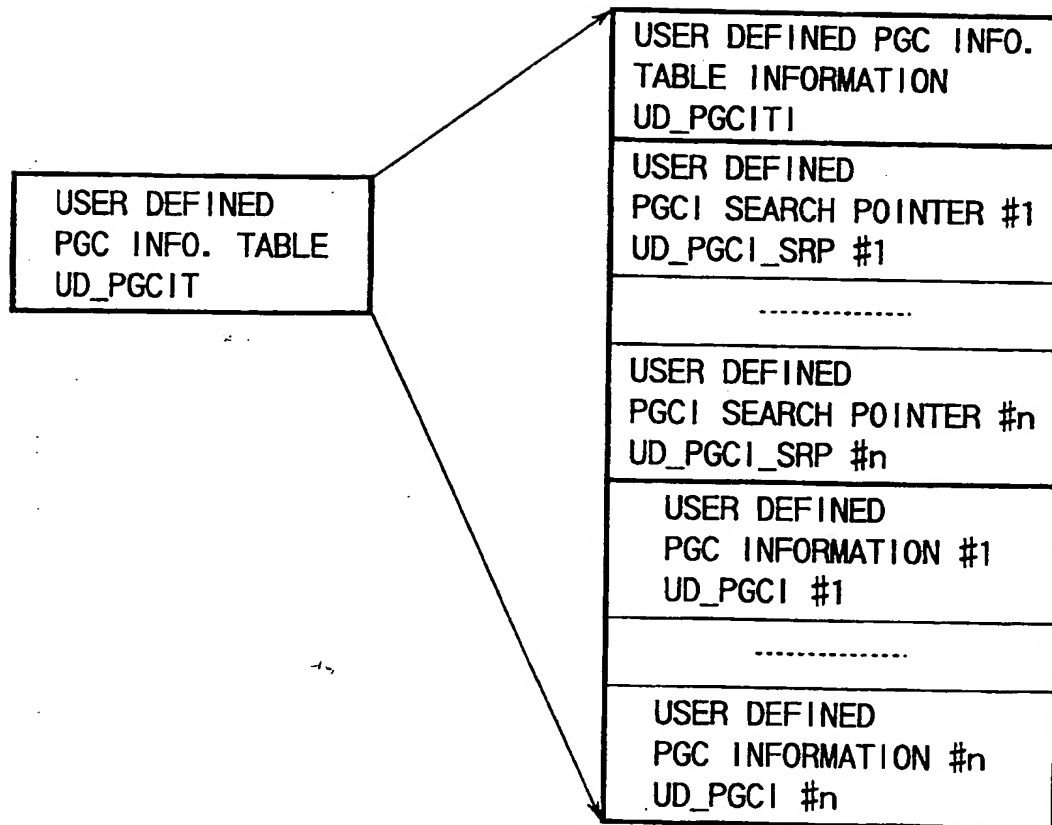 USER DEFINED
PGC INFO. TABLE
UD_PGCIT
USER DEFINED PGC INFO.
TABLE INFORMATION
UD_PGCITI
USER DEFINED
PGCI SEARCH POINTER #1
UD_PGCI_SRP #1
...............
USER DEFINED
PGCI SEARCH POINTER #n
UD_PGCI_SRP #n
USER DEFINED
PGC INFORMATION #1
UD_PGCI #1
...............
USER DEFINED
PGC INFORMATION #n
UD_PGCI #n